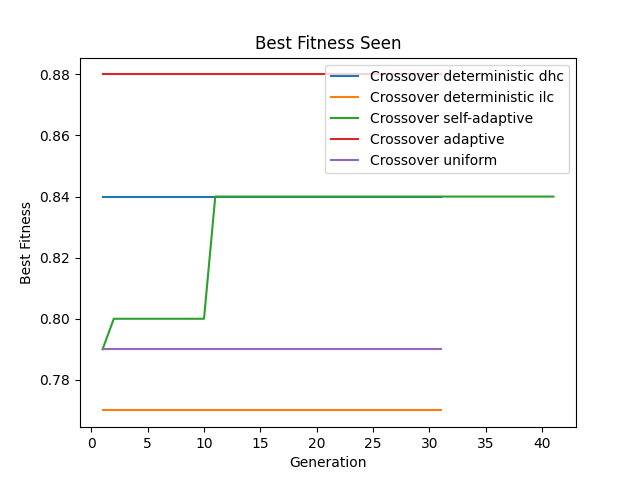 Best Fitness Seen
Best Fitness
0.88
0.86
0.84
0.82
0.80
0.78
Crossover deterministic dhc
Crossover deterministic ilc
Crossover self-adaptive
Crossover adaptive
Crossover uniform
0
5
10
15
20
25
30
35
40
Generation